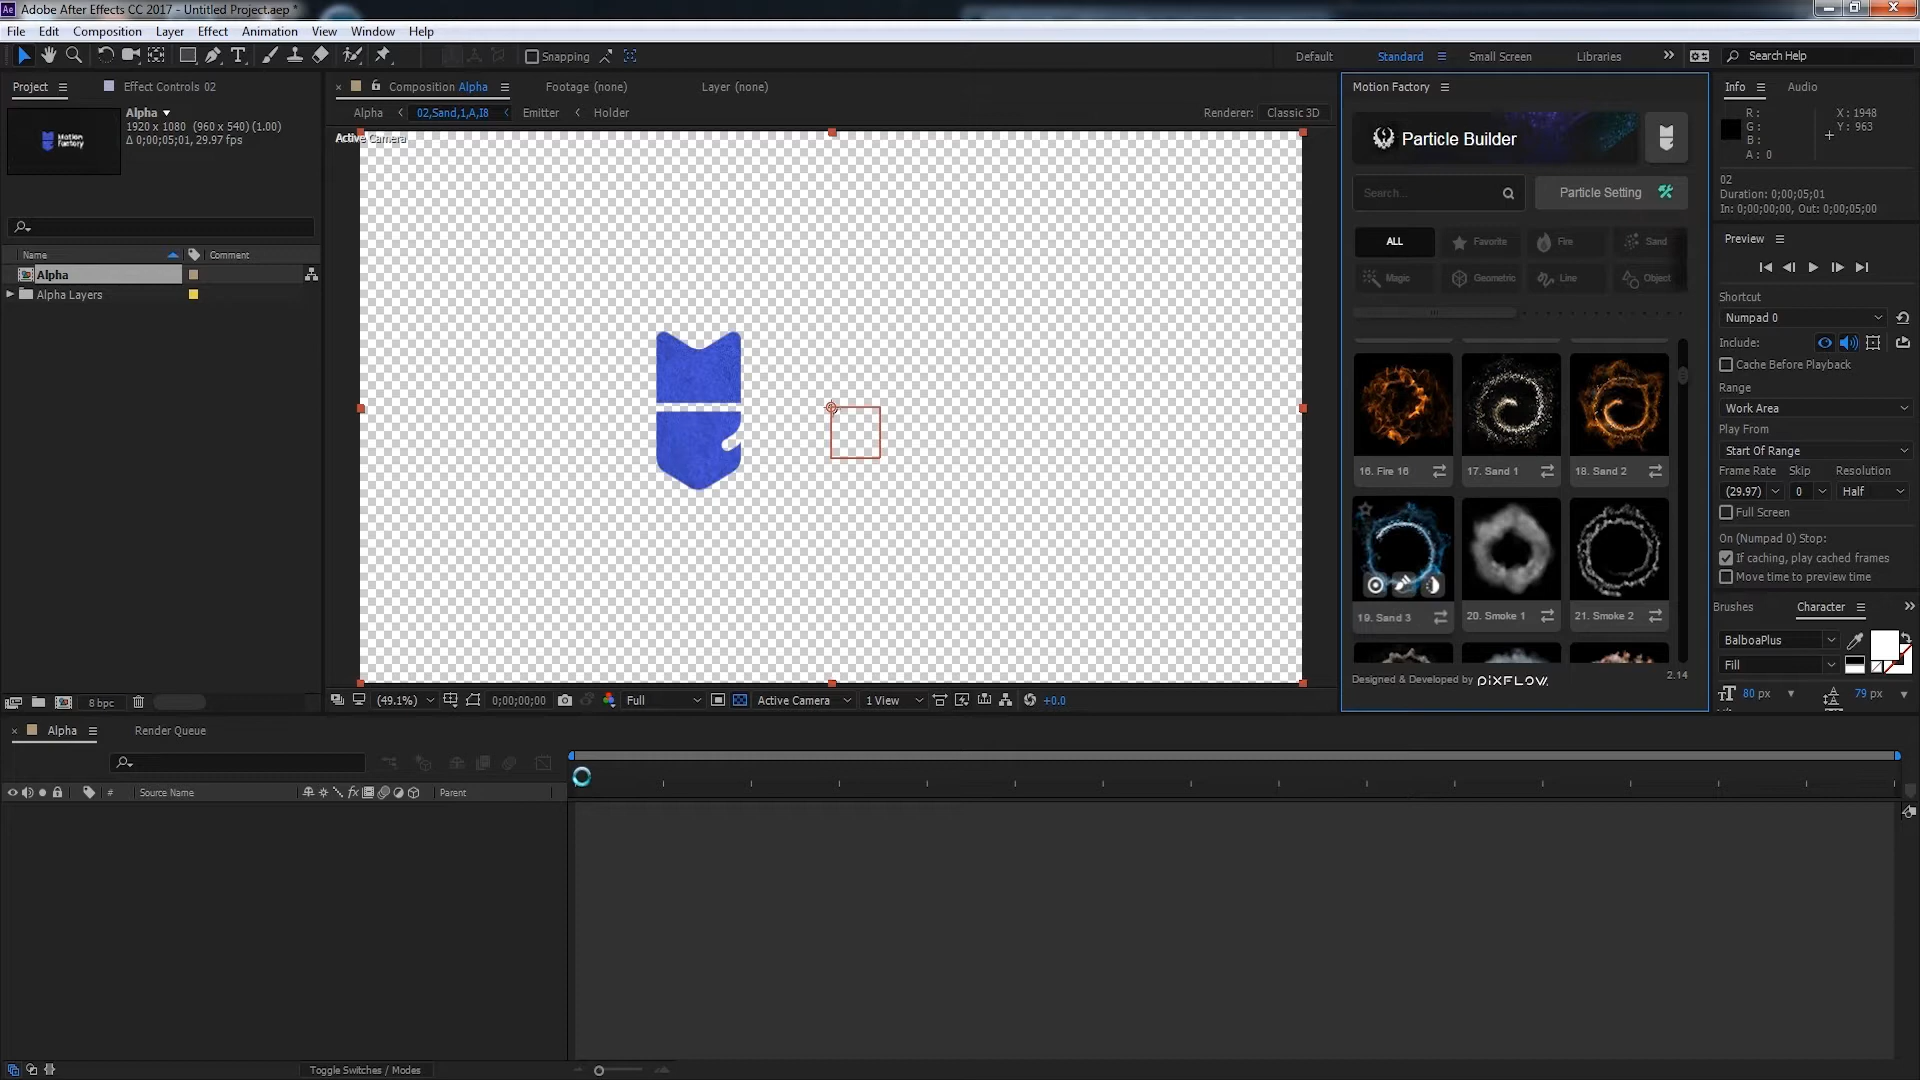 Ae Adobe After Effects CC 2017 - Untitled Project.aep *
File Edit Composition Layer Effect Animation View Window Help
Snapping
Default Standard Small Screen Libraries Search Help
Project Effect Controls 02
Composition Alpha Footage (none) Layer (none)
Motion Factory
Info Audio
Alpha
1920 x 1080 (960 x 540) (1.00)
Δ 0;00;05;01, 29.97 fps
Motion
Factory
Alpha 02,Sand,1,A,I8 Emitter Holder
Renderer: Classic 3D
Active Camera
Name Comment
Alpha
Alpha Layers
Particle Builder
Search...
Particle Setting
ALL Favorite Fire Sand
Magic Geometric Line Object
16. Fire 16 17. Sand 1 18. Sand 2
19. Sand 3 20. Smoke 1 21. Smoke 2
Designed & Developed by PIXFLOW.
2.14
R :
G :
B :
A : 0
X : 1948
Y : 963
02
Duration: 0;00;05;01
In: 0;00;00;00, Out: 0;00;05;00
Preview
Shortcut
Numpad 0
Include:
Cache Before Playback
Range
Work Area
Play From
Start Of Range
Frame Rate Skip Resolution
(29.97) 0 Half
Full Screen
On (Numpad 0) Stop:
If caching, play cached frames
Move time to preview time
Brushes Character
BalboaPlus
Fill
80 px 79 px
8 bpc
(49.1%) 0;00;00;00 Full Active Camera 1 View +0.0
Alpha Render Queue
# Source Name fx Parent
Toggle Switches / Modes